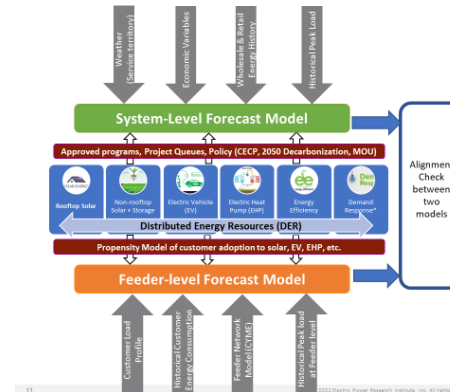 Weather
(Service territory)
Economic Variables
Wholesale & Retail
Energy History
Historical Peak Load
System-Level Forecast Model
Approved programs, Project Queues, Policy (CECP, 2050 Decarbonization, MOU)
Rooftop Solar
Non-rooftop
Solar + Storage
Electric Vehicle
(EV)
Electric Heat
Pump (EHP)
Energy
Efficiency
Demand
Response*
ee
Distributed Energy Resources (DER)
Propensity Model of customer adoption to solar, EV, EHP, etc.
Feeder-level Forecast Model
Customer Load
Profile
Historical Customer
Energy Consumption
Feeder Network
Model (CYME)
Historical Peak load
at Feeder level
Alignment
Check
between
two
models
2022 Electric Power Research Institute, Inc. All rights